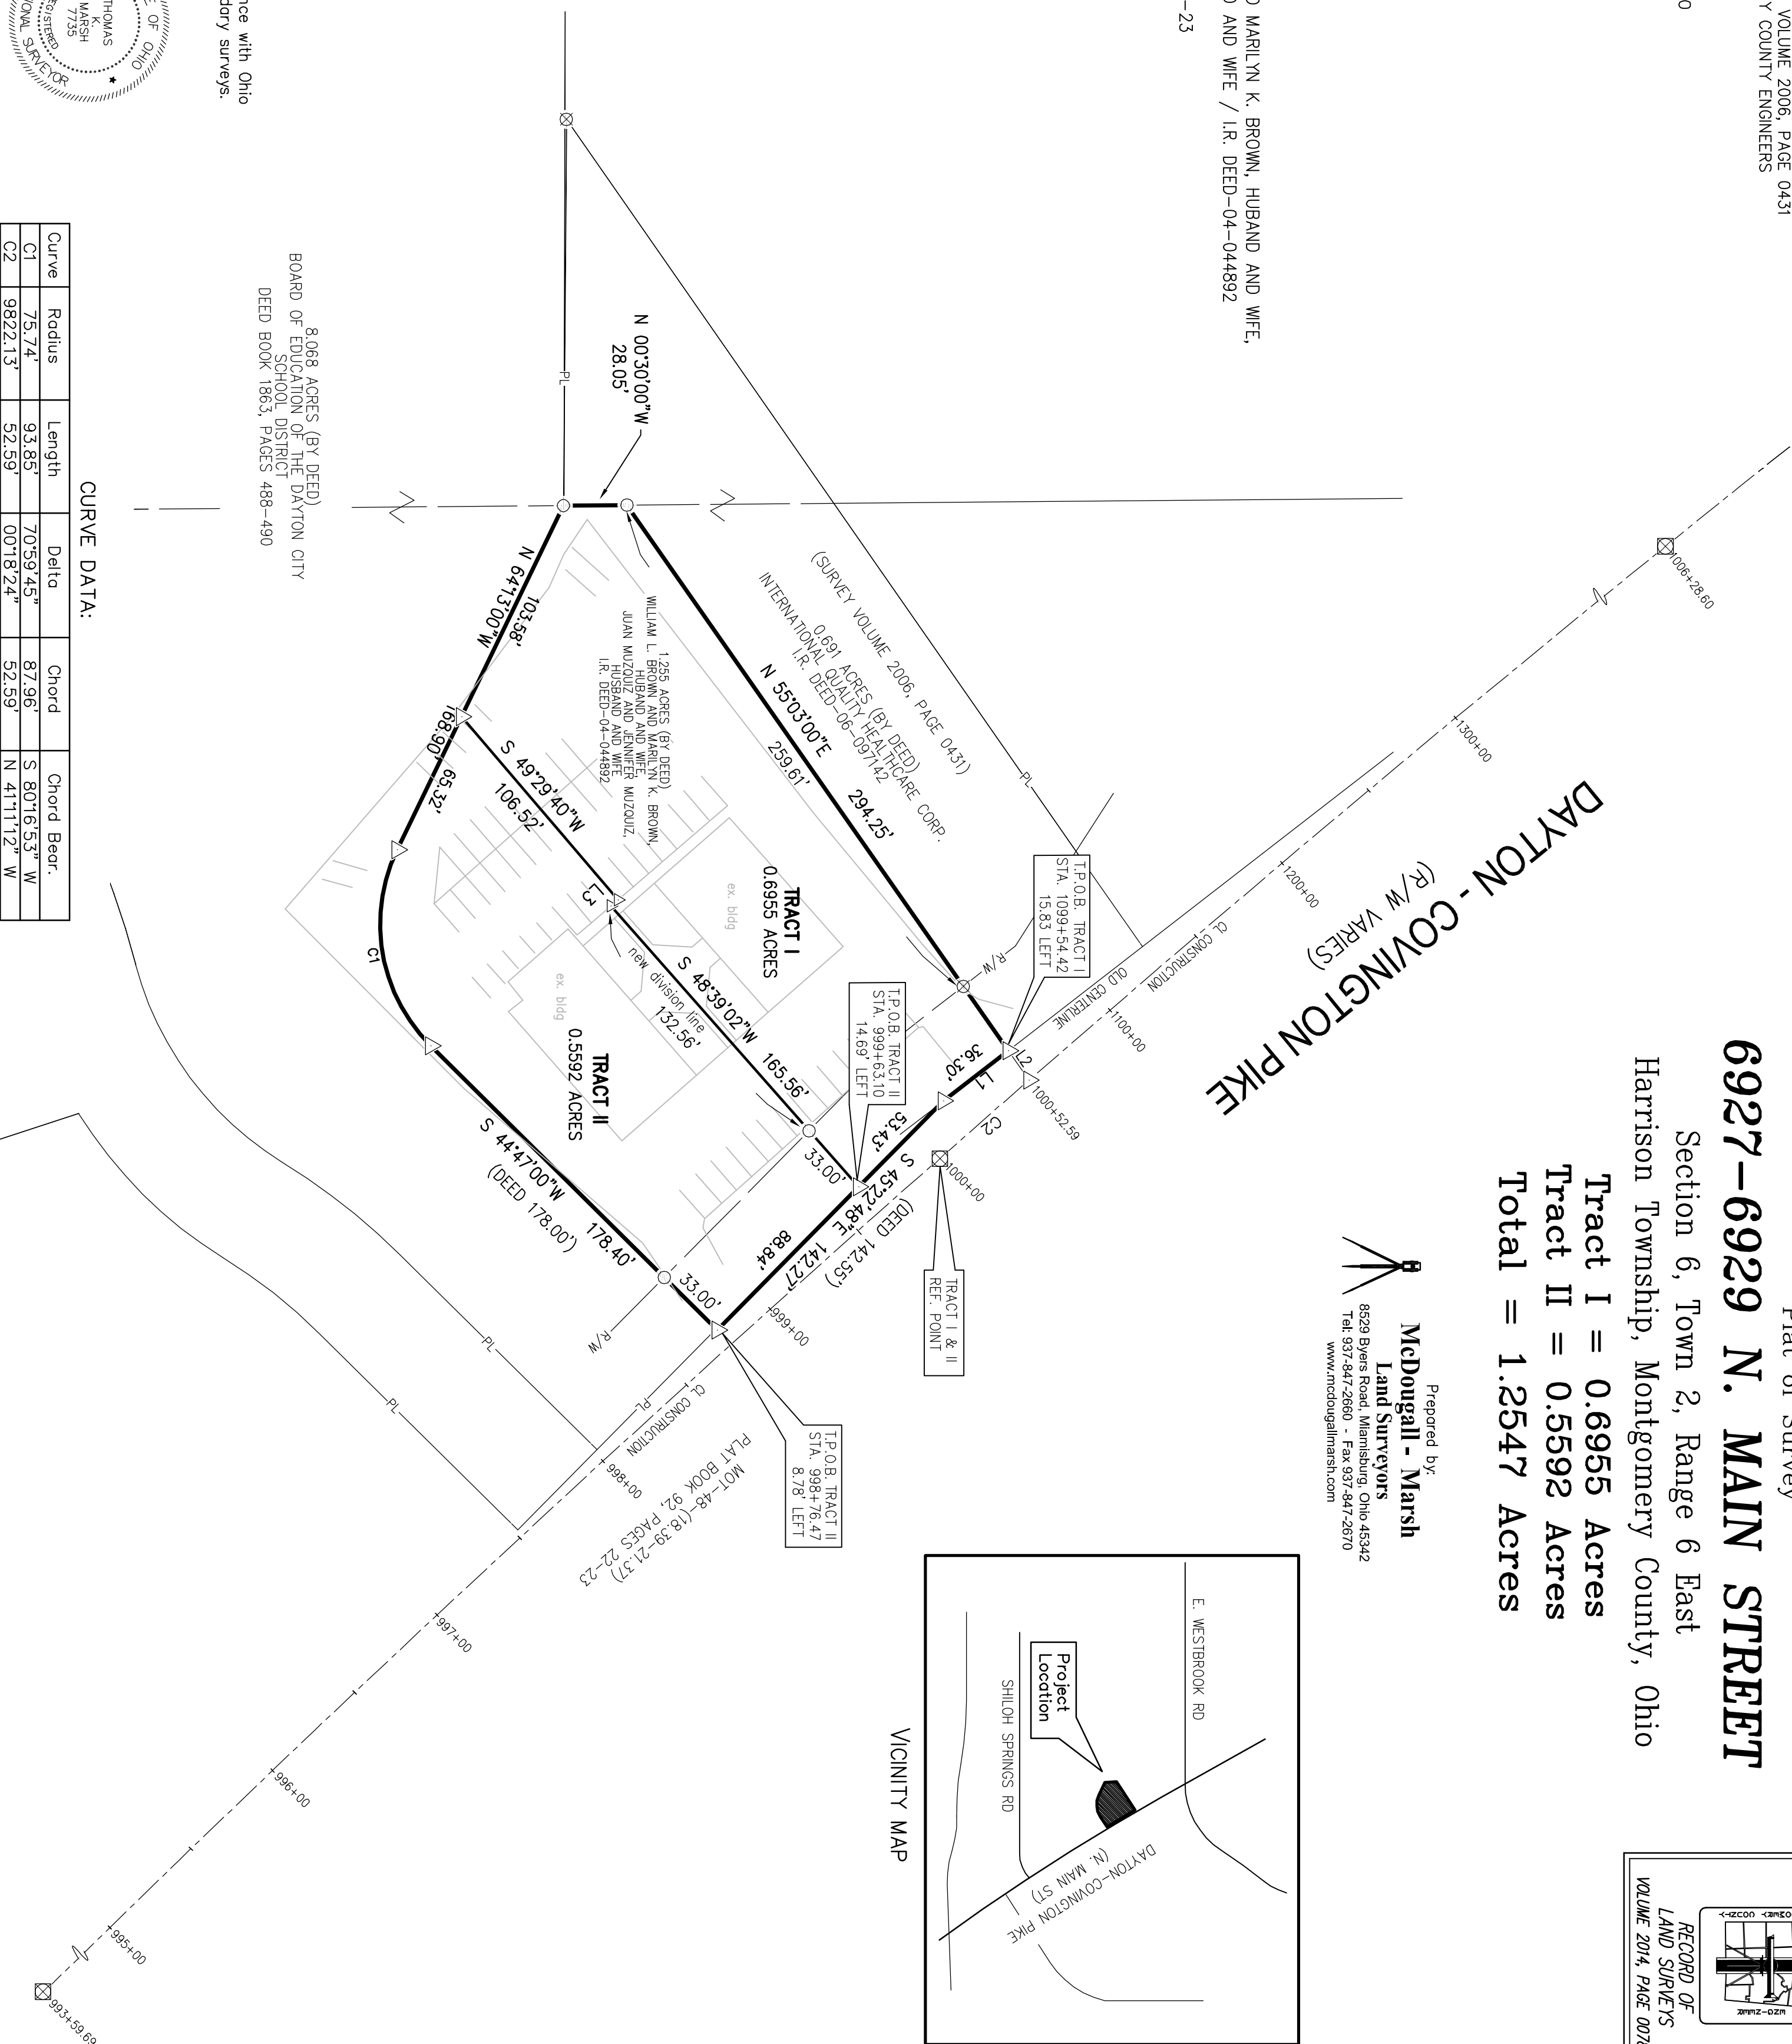 VOLUME 2006, PAGE 0431
Y COUNTY ENGINEERS
MARILYN K. BROWN, HUBAND AND WIFE,
AND WIFE / I.R. DEED-04-044892
-23
nce with Ohio
dary surveys.
E OF OHIO
THOMAS
K.
MARSH
7735
REGISTERED
IONAL SURVEYOR
Plat of Survey
6927-6929 N. MAIN STREET
Section 6, Town 2, Range 6 East
Harrison Township, Montgomery County, Ohio
Tract I = 0.6955 Acres
Tract II = 0.5592 Acres
Total = 1.2547 Acres
Prepared by:
McDougall - Marsh
Land Surveyors
8529 Byers Road, Miamisburg, Ohio 45342
Tel: 937-847-2660 - Fax 937-847-2670
www.mcdougallmarsh.com
RECORD OF
LAND SURVEYS
VOLUME 2014, PAGE 007
OMERY COUNTY
ENGINEER
DAYTON - COVINGTON PIKE
(R/W VARIES)
1006+28.60
1300+00
1200+00
CL CONSTRUCTION
OLD CENTERLINE
1100+00
1000+52.59
1000+00
999+00
998+00
997+00
996+00
995+00
993+59.69
(SURVEY VOLUME 2006, PAGE 0431)
0.691 ACRES (BY DEED)
INTERNATIONAL QUALITY HEALTHCARE CORP.
I.R. DEED-06-097142
N 55°03'00"E
294.25'
259.61'
PL
N 00°30'00"W
28.05'
PL
1.255 ACRES (BY DEED)
WILLIAM L. BROWN AND MARILYN K. BROWN,
HUBAND AND WIFE,
JUAN MUZQUIZ AND JENNIFER MUZQUIZ,
HUSBAND AND WIFE
I.R. DEED-04-044892
8.068 ACRES (BY DEED)
BOARD OF EDUCATION OF THE DAYTON CITY
SCHOOL DISTRICT
DEED BOOK 1863, PAGES 488-490
103.58'
N 64°13'00"W
168.90'
65.32'
S 49°29'40"W
106.52'
L3
TRACT I
0.6955 ACRES
ex. bldg
new division line
S 48°39'02"W
165.56'
132.56'
33.00'
TRACT II
0.5592 ACRES
ex. bldg
C1
S 44°47'00"W
178.40'
(DEED 178.00')
33.00'
T.P.O.B. TRACT I
STA. 1099+54.42
15.83 LEFT
R/W
L2
L1
36.30'
C2
53.43'
T.P.O.B. TRACT II
STA. 999+63.10
14.69' LEFT
S 45°22'48"E
142.27'
(DEED 142.55')
88.84'
TRACT I & II
REF. POINT
T.P.O.B. TRACT II
STA. 998+76.47
8.78' LEFT
R/W
PL
CL CONSTRUCTION
MOT-48-(18.39-21.37)
PLAT BOOK 92, PAGES 22-23
PL
PL
E. WESTBROOK RD
Project
Location
SHILOH SPRINGS RD
DAYTON-COVINGTON PIKE
(N. MAIN ST)
VICINITY MAP
CURVE DATA:
Curve Radius Length Delta Chord Chord Bear.
C1 75.74' 93.85' 70°59'45" 87.96' S 80°16'53" W
C2 9822.13' 52.59' 00°18'24" 52.59' N 41°11'12" W